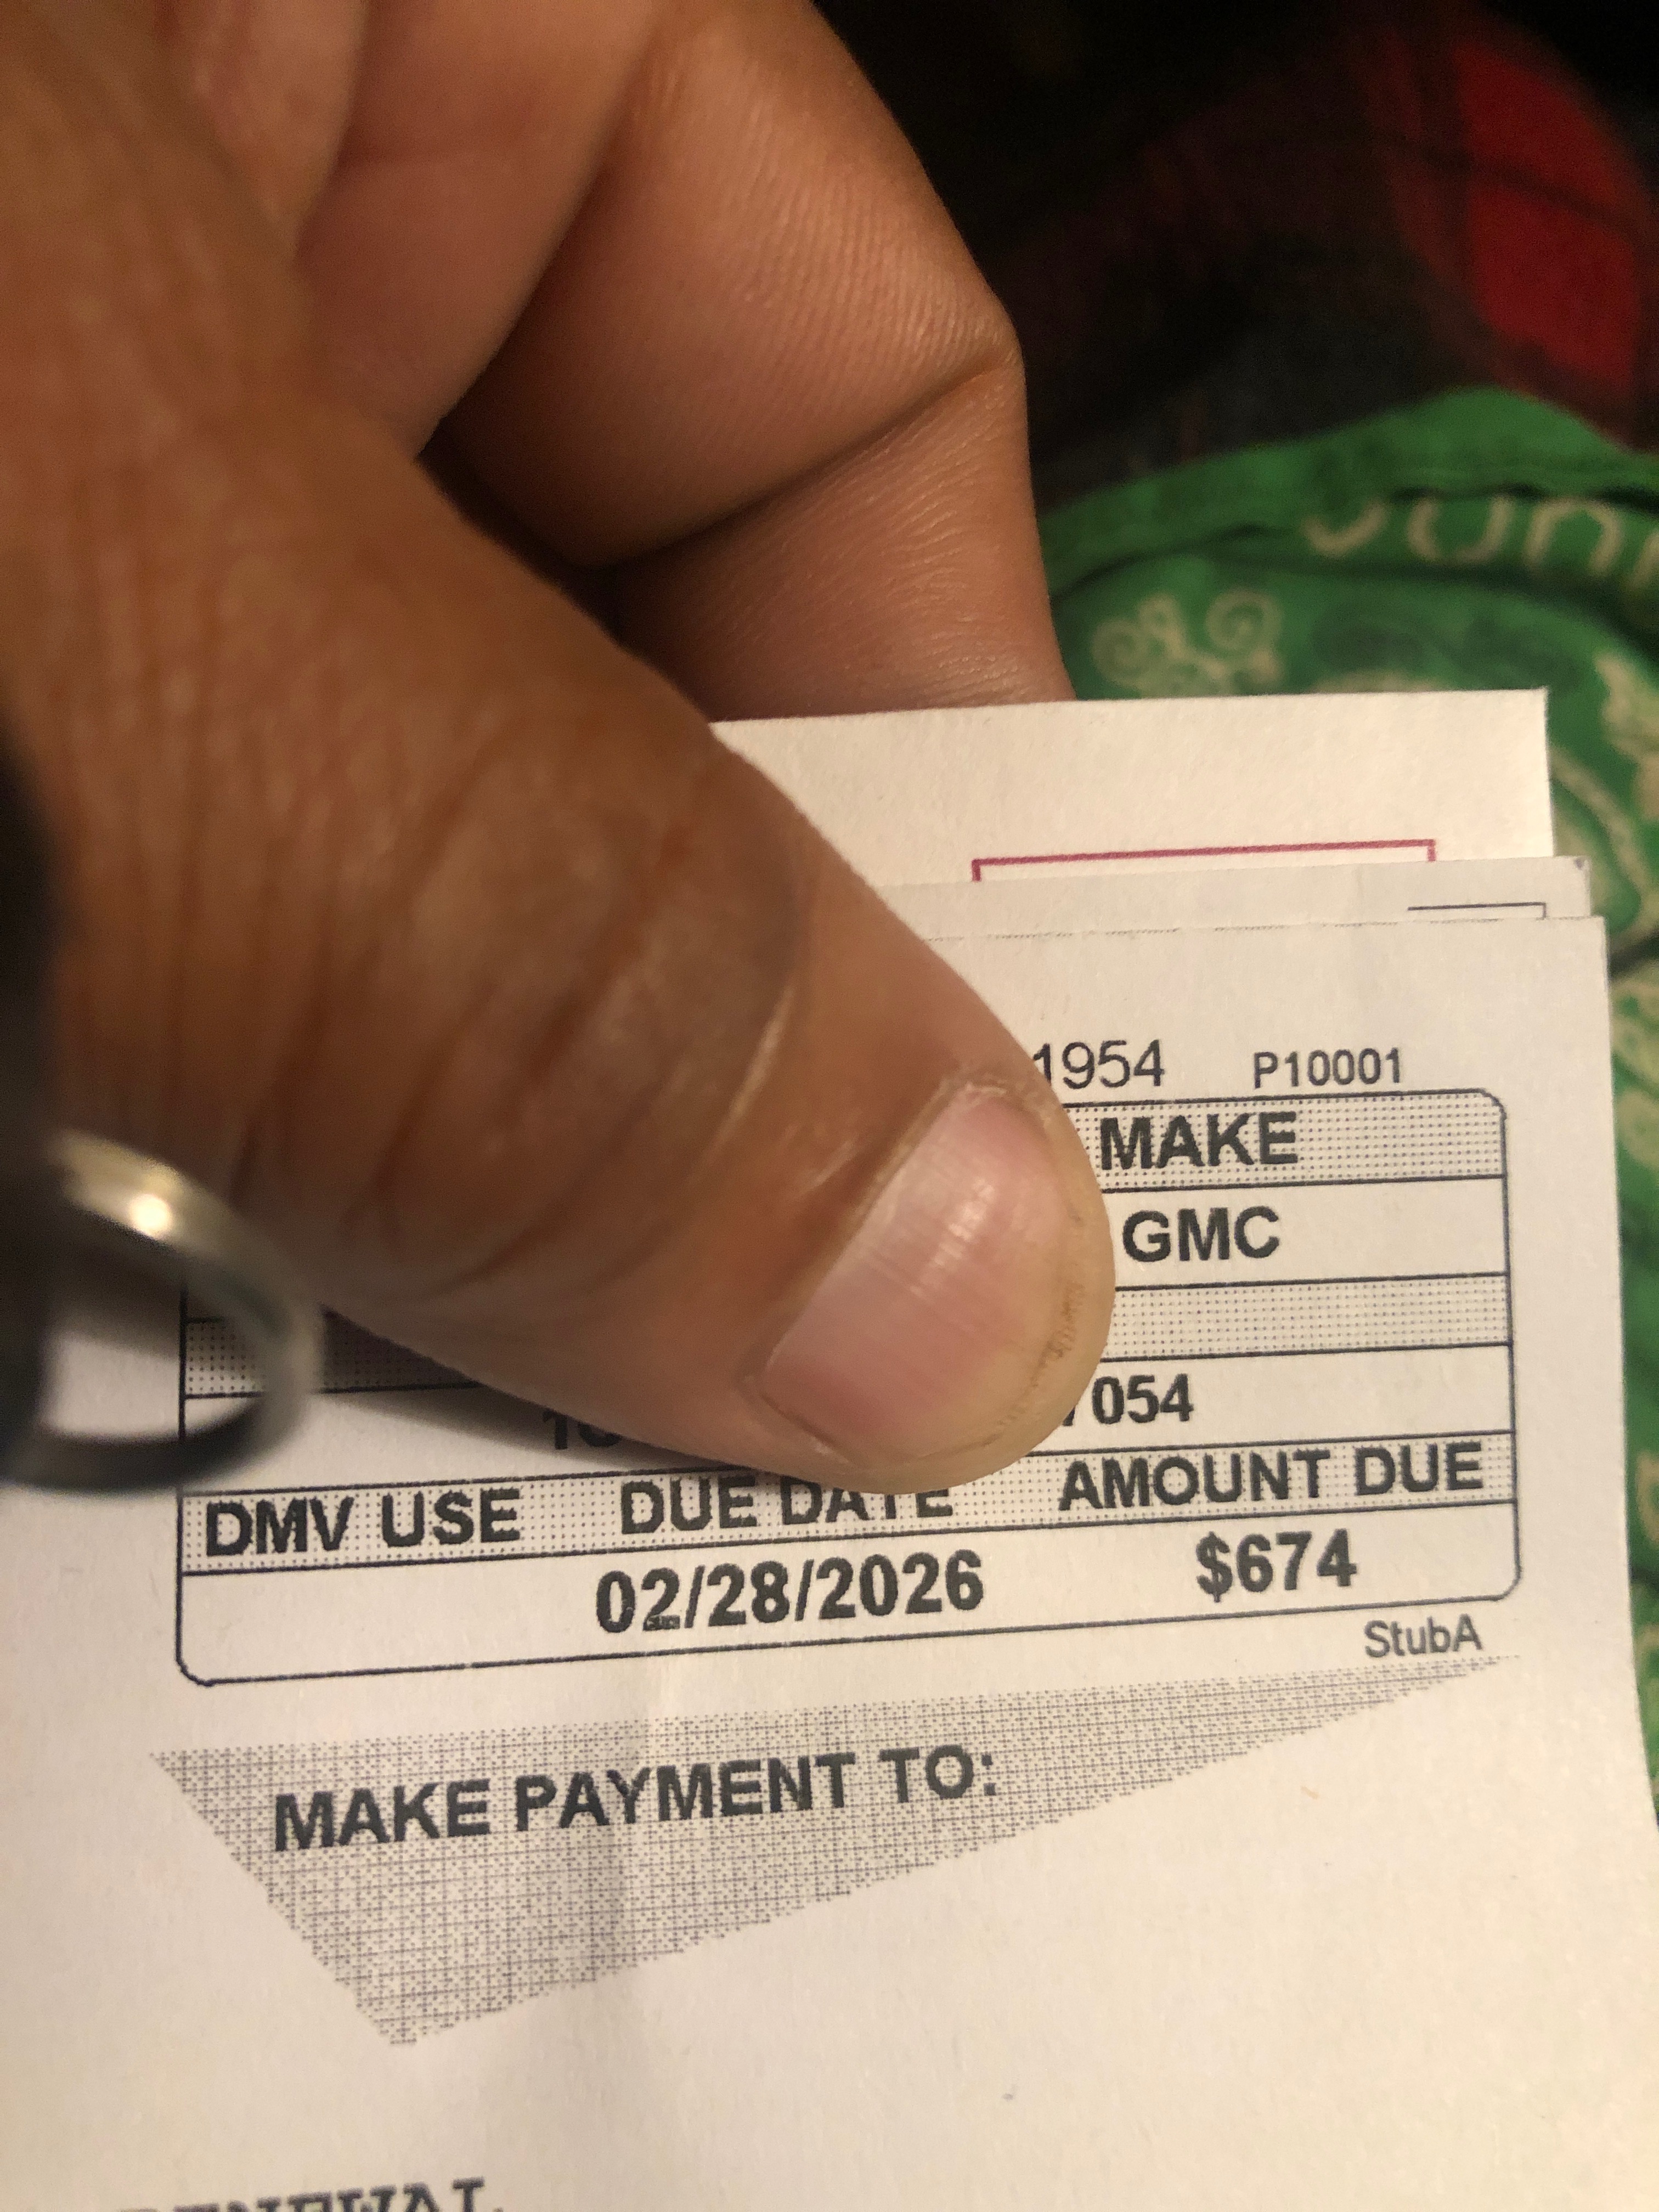 1954 P10001
MAKE
GMC
054
DMV USE DUE DATE AMOUNT DUE
02/28/2026 $674
StubA
MAKE PAYMENT TO:
RENEWAL